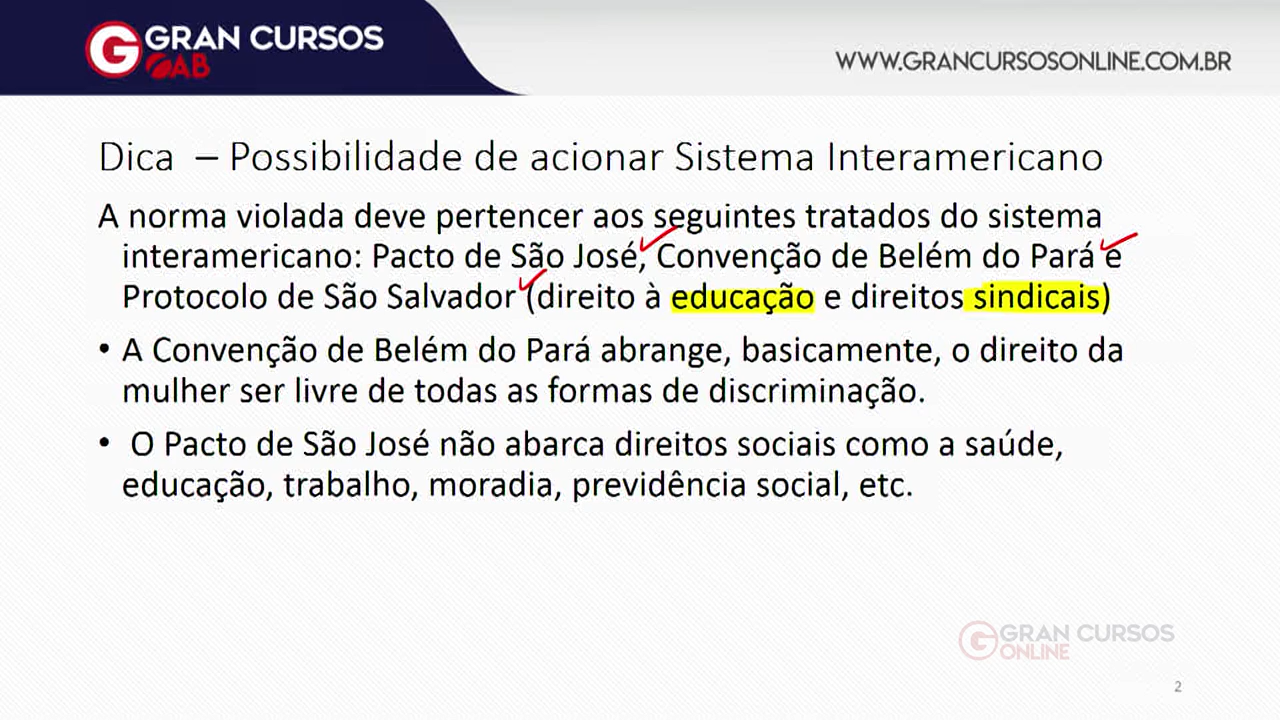 GRAN CURSOS
OAB
WWW.GRANCURSOSONLINE.COM.BR
Dica – Possibilidade de acionar Sistema Interamericano
A norma violada deve pertencer aos seguintes tratados do sistema
interamericano: Pacto de São José, Convenção de Belém do Pará e
Protocolo de São Salvador (direito à educação e direitos sindicais)
• A Convenção de Belém do Pará abrange, basicamente, o direito da
mulher ser livre de todas as formas de discriminação.
• O Pacto de São José não abarca direitos sociais como a saúde,
educação, trabalho, moradia, previdência social, etc.
GRAN CURSOS
ONLINE
2